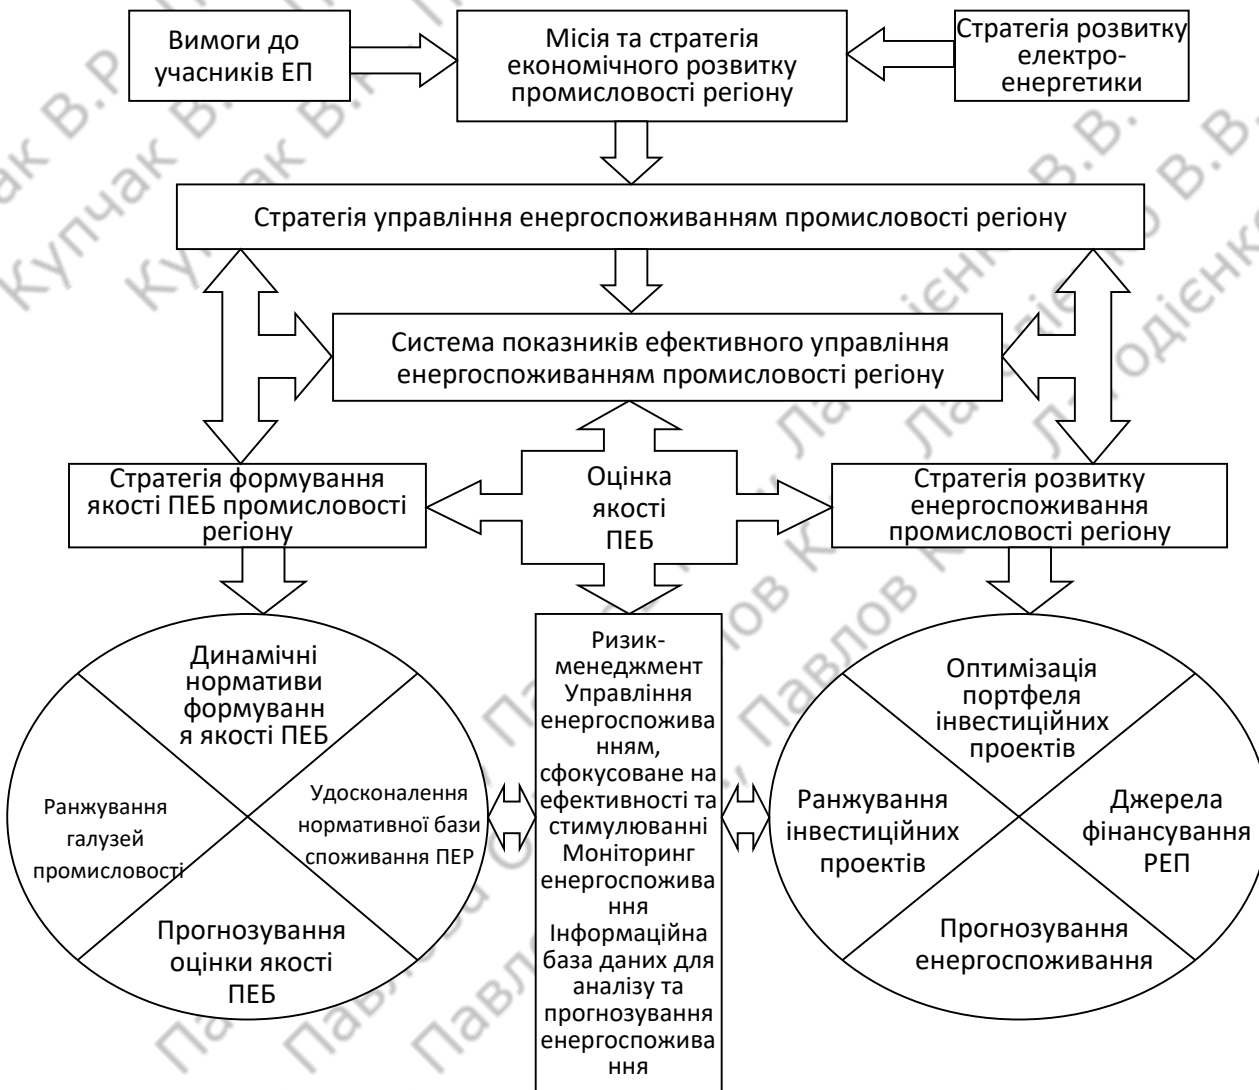 Вимоги до
учасників ЕП
Місія та стратегія
економічного розвитку
промисловості регіону
Стратегія розвитку
електро-
енергетики
Стратегія управління енергоспоживанням промисловості регіону
Система показників ефективного управління
енергоспоживанням промисловості регіону
Стратегія формування
якості ПЕБ промисловості
регіону
Оцінка
якості
ПЕБ
Стратегія розвитку
енергоспоживання
промисловості регіону
Динамічні
нормативи
формуванн
я якості ПЕБ
Ранжування
галузей
промисловості
Удосконалення
нормативної бази
споживання ПЕР
Прогнозування
оцінки якості
ПЕБ
Ризик-
менеджмент
Управління
енергоспожива
нням,
сфокусоване на
ефективності та
стимулюванні
Моніторинг
енергоспожива
ння
Інформаційна
база даних для
аналізу та
прогнозування
енергоспожива
ння
Оптимізація
портфеля
інвестиційних
проектів
Ранжування
інвестиційних
проектів
Джерела
фінансування
РЕП
Прогнозування
енергоспоживання
Купчак В.Р.
Купчак В.